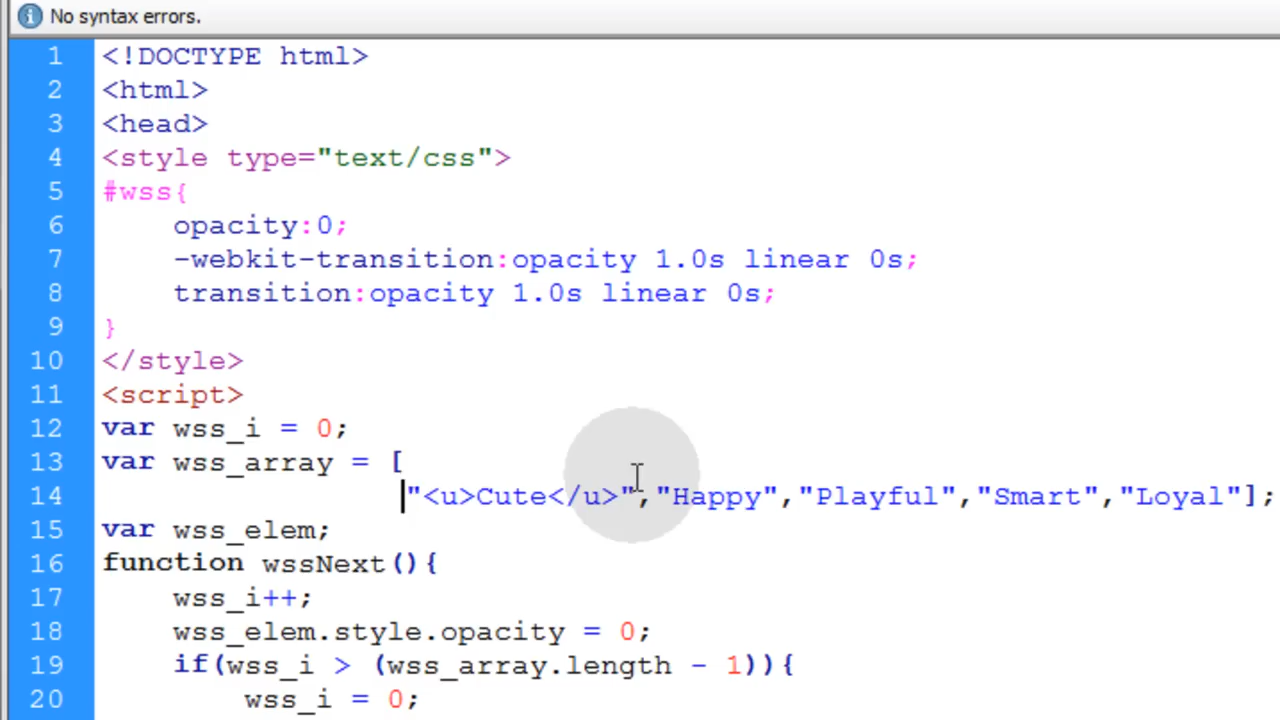 No syntax errors.
1 <!DOCTYPE html>
2 <html>
3 <head>
4 <style type="text/css">
5 #wss{
6     opacity:0;
7     -webkit-transition:opacity 1.0s linear 0s;
8     transition:opacity 1.0s linear 0s;
9 }
10 </style>
11 <script>
12 var wss_i = 0;
13 var wss_array = [
14                  "<u>Cute</u>","Happy","Playful","Smart","Loyal"];
15 var wss_elem;
16 function wssNext(){
17     wss_i++;
18     wss_elem.style.opacity = 0;
19     if(wss_i > (wss_array.length - 1)){
20         wss_i = 0;